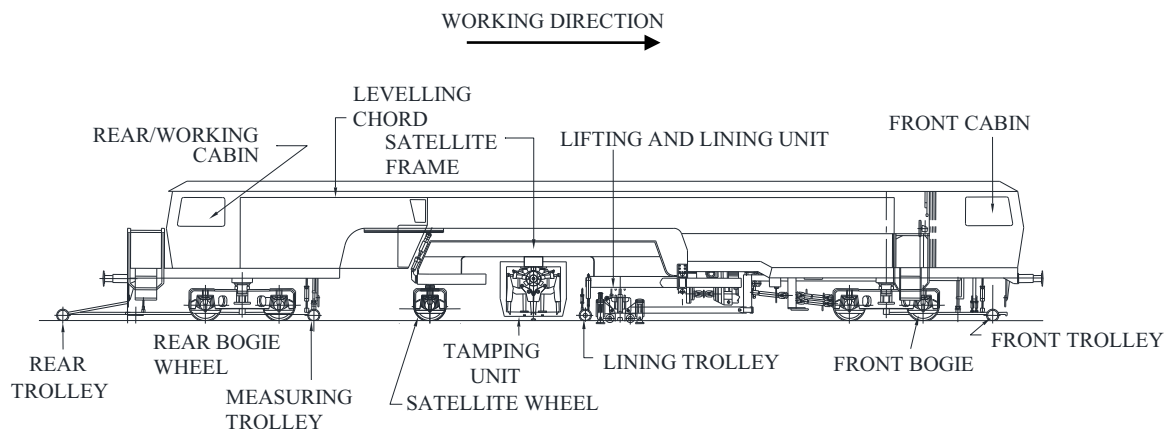 WORKING DIRECTION
LEVELLING
CHORD
REAR/WORKING
CABIN
SATELLITE
FRAME
LIFTING AND LINING UNIT
FRONT CABIN
REAR
TROLLEY
REAR BOGIE
WHEEL
MEASURING
TROLLEY
SATELLITE WHEEL
TAMPING
UNIT
LINING TROLLEY
FRONT BOGIE
FRONT TROLLEY